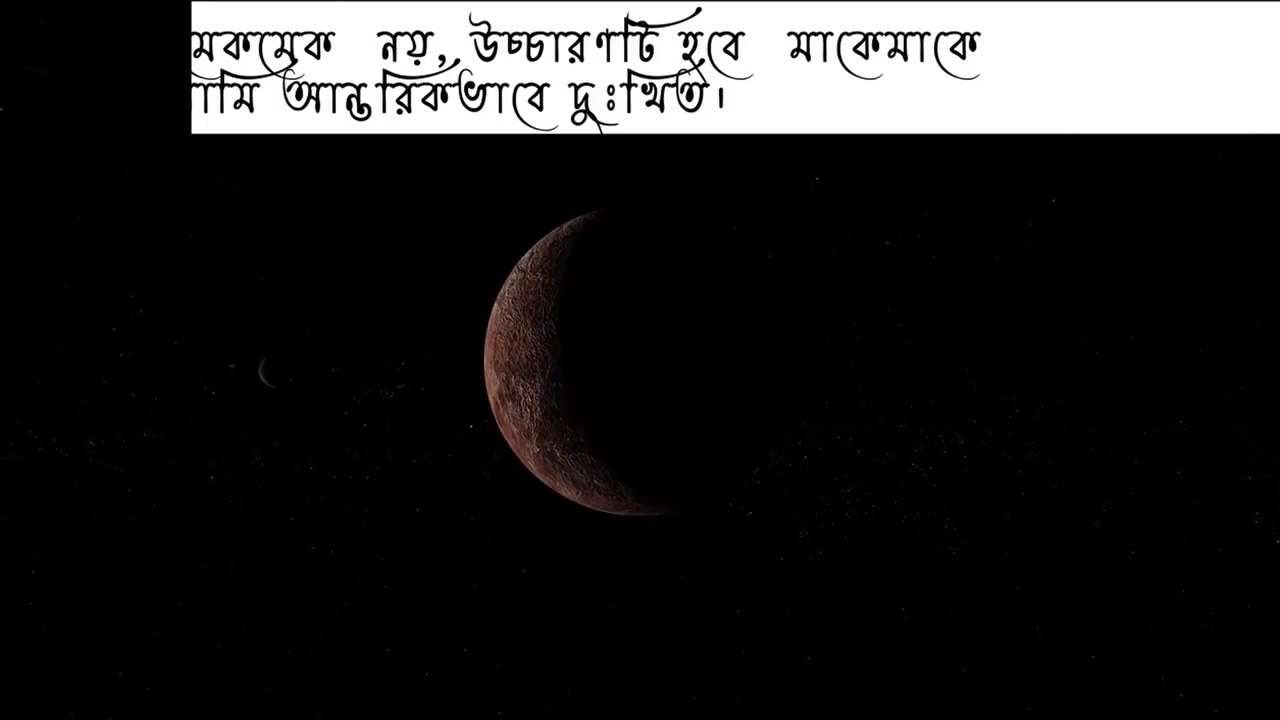 মকমেক নয়, উচ্চারণটি হবে মাকেমাকে
ামি আন্তরিকভাবে দুঃখিত।